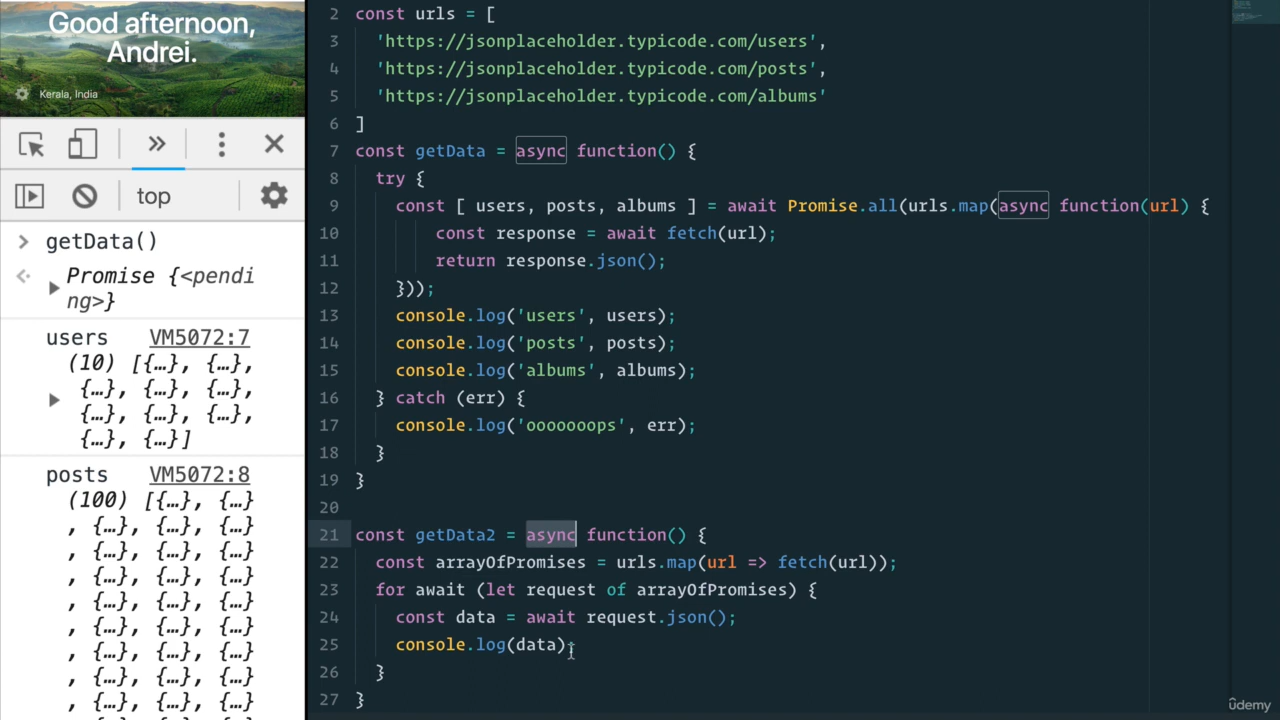 Good afternoon,
Andrei.
Kerala, India
top
getData()
Promise {<pendi
ng>}
users VM5072:7
(10) [{…}, {…},
{…}, {…}, {…},
{…}, {…}, {…},
{…}, {…}]
posts VM5072:8
(100) [{…}, {…}
, {…}, {…}, {…}
, {…}, {…}, {…}
, {…}, {…}, {…}
, {…}, {…}, {…}
, {…}, {…}, {…}
, {…}, {…}, {…}
, {…}, {…}, {…}
, {…}, {…}, {…}
2 const urls = [
3 'https://jsonplaceholder.typicode.com/users',
4 'https://jsonplaceholder.typicode.com/posts',
5 'https://jsonplaceholder.typicode.com/albums'
6 ]
7 const getData = async function() {
8 try {
9 const [ users, posts, albums ] = await Promise.all(urls.map(async function(url) {
10 const response = await fetch(url);
11 return response.json();
12 }));
13 console.log('users', users);
14 console.log('posts', posts);
15 console.log('albums', albums);
16 } catch (err) {
17 console.log('ooooooops', err);
18 }
19 }
20
21 const getData2 = async function() {
22 const arrayOfPromises = urls.map(url => fetch(url));
23 for await (let request of arrayOfPromises) {
24 const data = await request.json();
25 console.log(data);
26 }
27 }
ûdemy